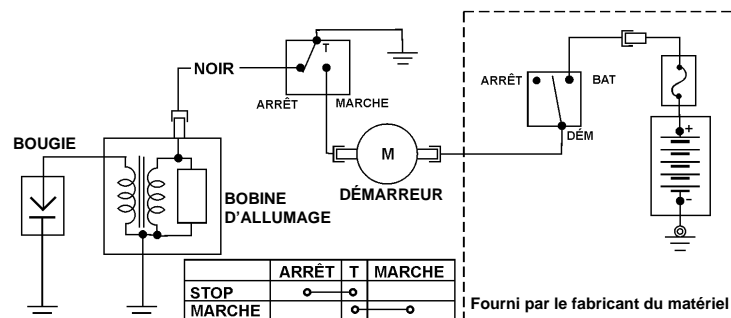 T
NOIR
ARRÊT
MARCHE
ARRÊT
BAT
DÉM
BOUGIE
BOBINE
D'ALLUMAGE
M
DÉMARREUR
+
–
ARRÊT T MARCHE
STOP
MARCHE
Fourni par le fabricant du matériel